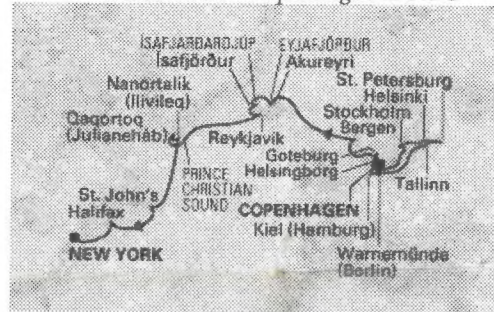 ÍSAFJARÐARDJÚP
Ísafjörður
EYJAFJÖRÐUR
Akureyri
Nanortalik
(Ilivileq)
Qaqortoq
(Julianehåb)
Reykjavik
PRINCE
CHRISTIAN
SOUND
St. John's
Halifax
NEW YORK
St. Petersburg
Helsinki
Stockholm
Bergen
Goteburg
Helsingborg
Tallinn
COPENHAGEN
Kiel (Hamburg)
Warnemünde
(Berlin)